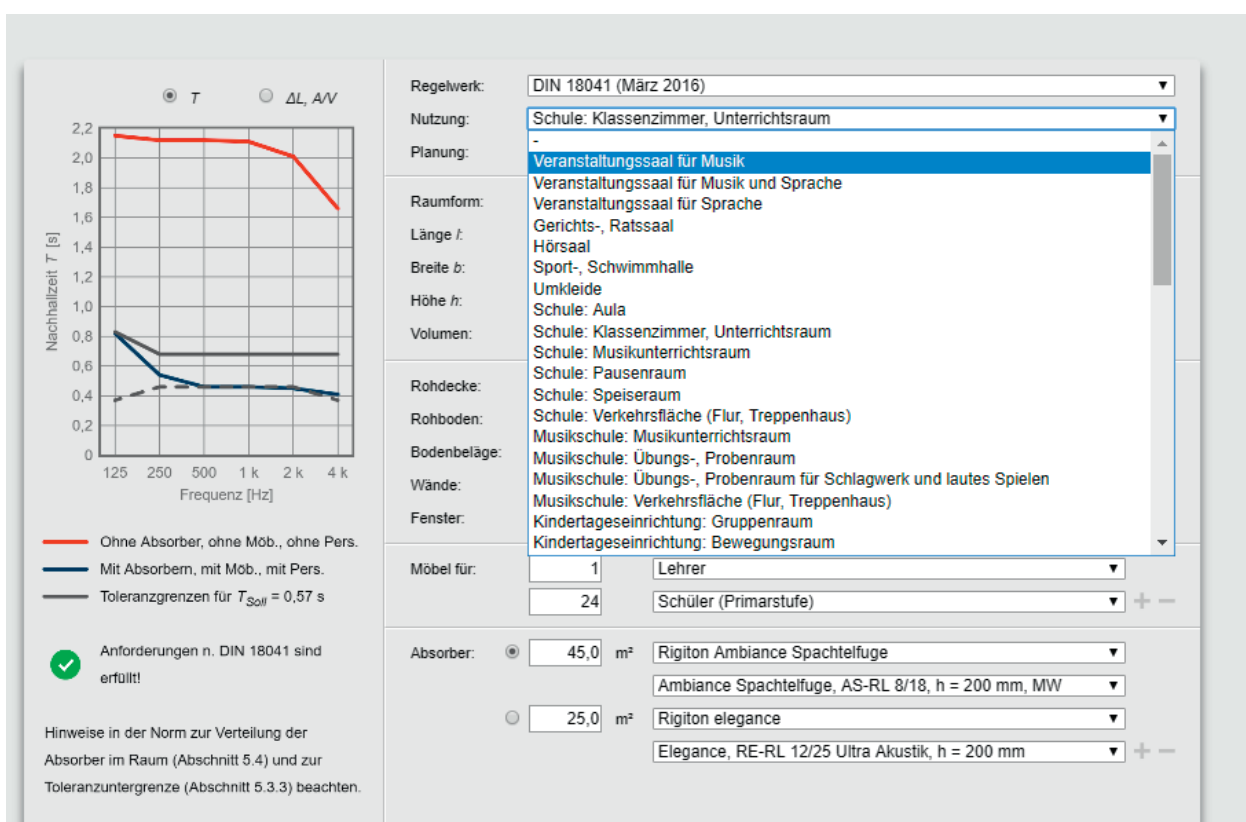 T
ΔL, A/V
2,2
2,0
1,8
1,6
1,4
1,2
1,0
0,8
0,6
0,4
0,2
0
Nachhallzeit T [s]
125 250 500 1 k 2 k 4 k
Frequenz [Hz]
Ohne Absorber, ohne Möb., ohne Pers.
Mit Absorbern, mit Möb., mit Pers.
Toleranzgrenzen für TSoll = 0,57 s
Anforderungen n. DIN 18041 sind
erfüllt!
Hinweise in der Norm zur Verteilung der
Absorber im Raum (Abschnitt 5.4) und zur
Toleranzuntergrenze (Abschnitt 5.3.3) beachten.
Regelwerk: DIN 18041 (März 2016)
Nutzung: Schule: Klassenzimmer, Unterrichtsraum
Planung:
Raumform:
Länge l:
Breite b:
Höhe h:
Volumen:
Rohdecke:
Rohboden:
Bodenbeläge:
Wände:
Fenster:
-
Veranstaltungssaal für Musik
Veranstaltungssaal für Musik und Sprache
Veranstaltungssaal für Sprache
Gerichts-, Ratssaal
Hörsaal
Sport-, Schwimmhalle
Umkleide
Schule: Aula
Schule: Klassenzimmer, Unterrichtsraum
Schule: Musikunterrichtsraum
Schule: Pausenraum
Schule: Speiseraum
Schule: Verkehrsfläche (Flur, Treppenhaus)
Musikschule: Musikunterrichtsraum
Musikschule: Übungs-, Probenraum
Musikschule: Übungs-, Probenraum für Schlagwerk und lautes Spielen
Musikschule: Verkehrsfläche (Flur, Treppenhaus)
Kindertageseinrichtung: Gruppenraum
Kindertageseinrichtung: Bewegungsraum
Möbel für: 1 Lehrer
24 Schüler (Primarstufe)
Absorber: 45,0 m² Rigiton Ambiance Spachtelfuge
Ambiance Spachtelfuge, AS-RL 8/18, h = 200 mm, MW
25,0 m² Rigiton elegance
Elegance, RE-RL 12/25 Ultra Akustik, h = 200 mm